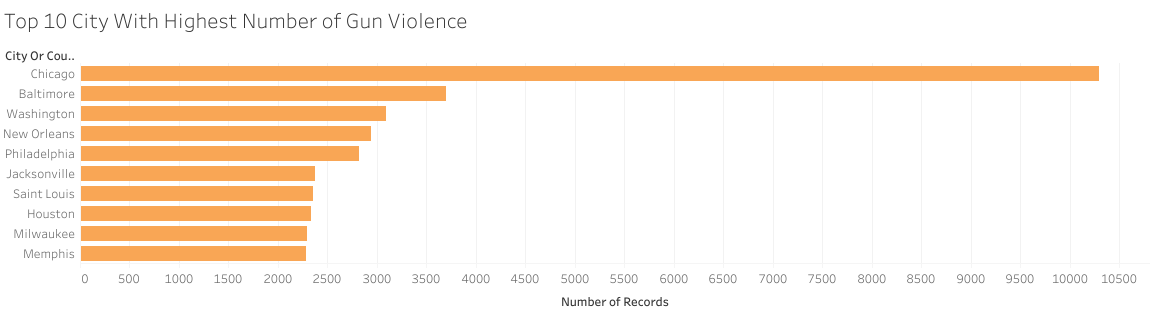 Top 10 City With Highest Number of Gun Violence
City Or Cou..
Chicago
Baltimore
Washington
New Orleans
Philadelphia
Jacksonville
Saint Louis
Houston
Milwaukee
Memphis
0 500 1000 1500 2000 2500 3000 3500 4000 4500 5000 5500 6000 6500 7000 7500 8000 8500 9000 9500 10000 10500
Number of Records